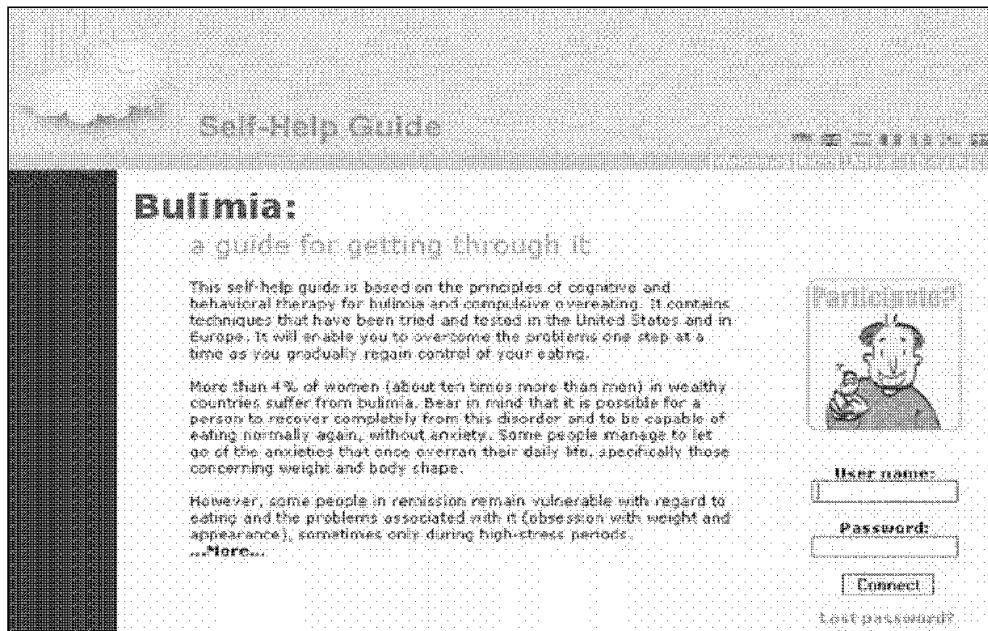 Self-Help Guide
Bulimia:
a guide for getting through it
This self-help guide is based on the principles of cognitive and
behavioral therapy for bulimia and compulsive overeating. It contains
techniques that have been tried and tested in the United States and in
Europe. It will enable you to overcome the problems one step at a
time as you gradually regain control of your eating.
More than 4% of women (about ten times more than men) in wealthy
countries suffer from bulimia. Bear in mind that it is possible for a
person to recover completely from this disorder and to be capable of
eating normally again, without anxiety. Some people manage to let
go of the anxieties that once overran their daily life, specifically those
concerning weight and body shape.
However, some people in remission remain vulnerable with regard to
eating and the problems associated with it (obsession with weight and
appearance), sometimes only during high-stress periods.
...More...
Participate?
User name:
Password:
Connect
Lost password?